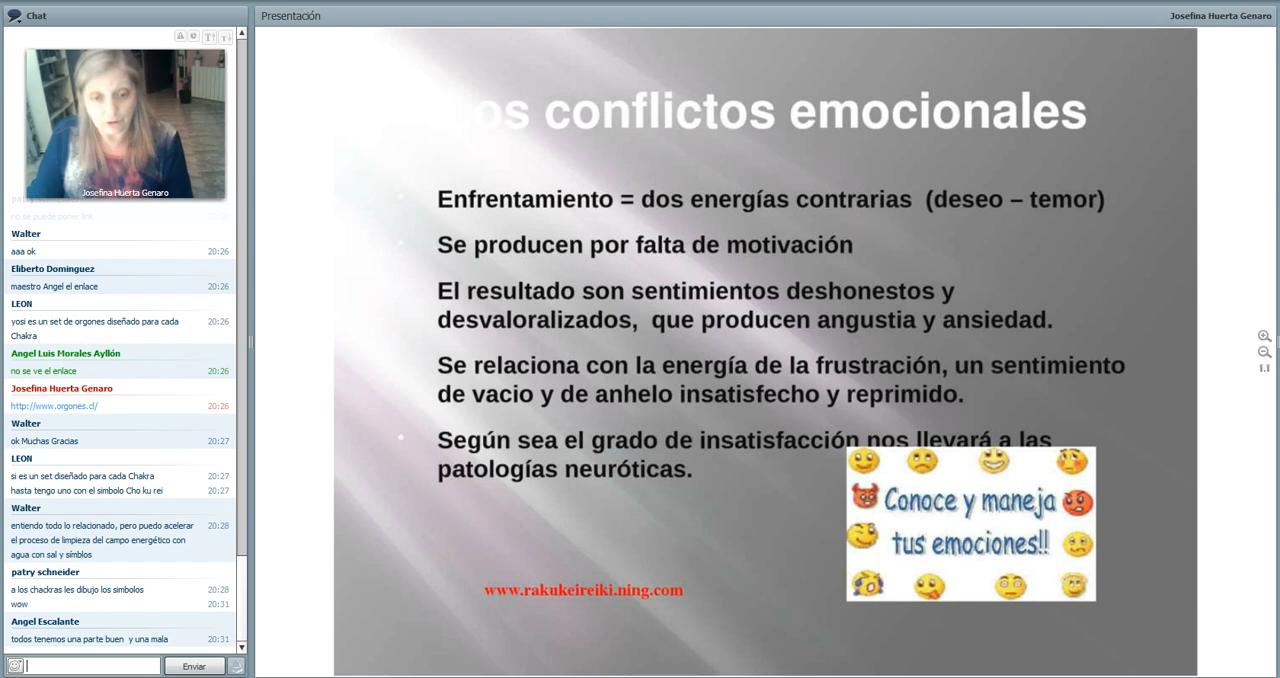 Chat
Josefina Huerta Genaro
no se puede poner link
Walter
aaa ok 20:26
Eliberto Dominguez
maestro Angel el enlace 20:26
LEON
yosi es un set de orgones diseñado para cada 20:26
Chakra
Angel Luis Morales Ayllón
no se ve el enlace 20:26
Josefina Huerta Genaro
http://www.orgones.cl/ 20:26
Walter
ok Muchas Gracias 20:27
LEON
si es un set diseñado para cada Chakra 20:27
hasta tengo uno con el simbolo Cho ku rei 20:27
Walter
entiendo todo lo relacionado, pero puedo acelerar 20:28
el proceso de limpieza del campo energético con
agua con sal y símblos
patry schneider
a los chackras les dibujo los simbolos 20:28
wow 20:31
Angel Escalante
todos tenemos una parte buen y una mala 20:31
Enviar
Presentación
Josefina Huerta Genaro
Los conflictos emocionales
Enfrentamiento = dos energías contrarias (deseo – temor)
Se producen por falta de motivación
El resultado son sentimientos deshonestos y
desvaloralizados, que producen angustia y ansiedad.
Se relaciona con la energía de la frustración, un sentimiento
de vacio y de anhelo insatisfecho y reprimido.
Según sea el grado de insatisfacción nos llevará a las
patologías neuróticas.
Conoce y maneja
tus emociones!!
www.rakukeireiki.ning.com
1.1